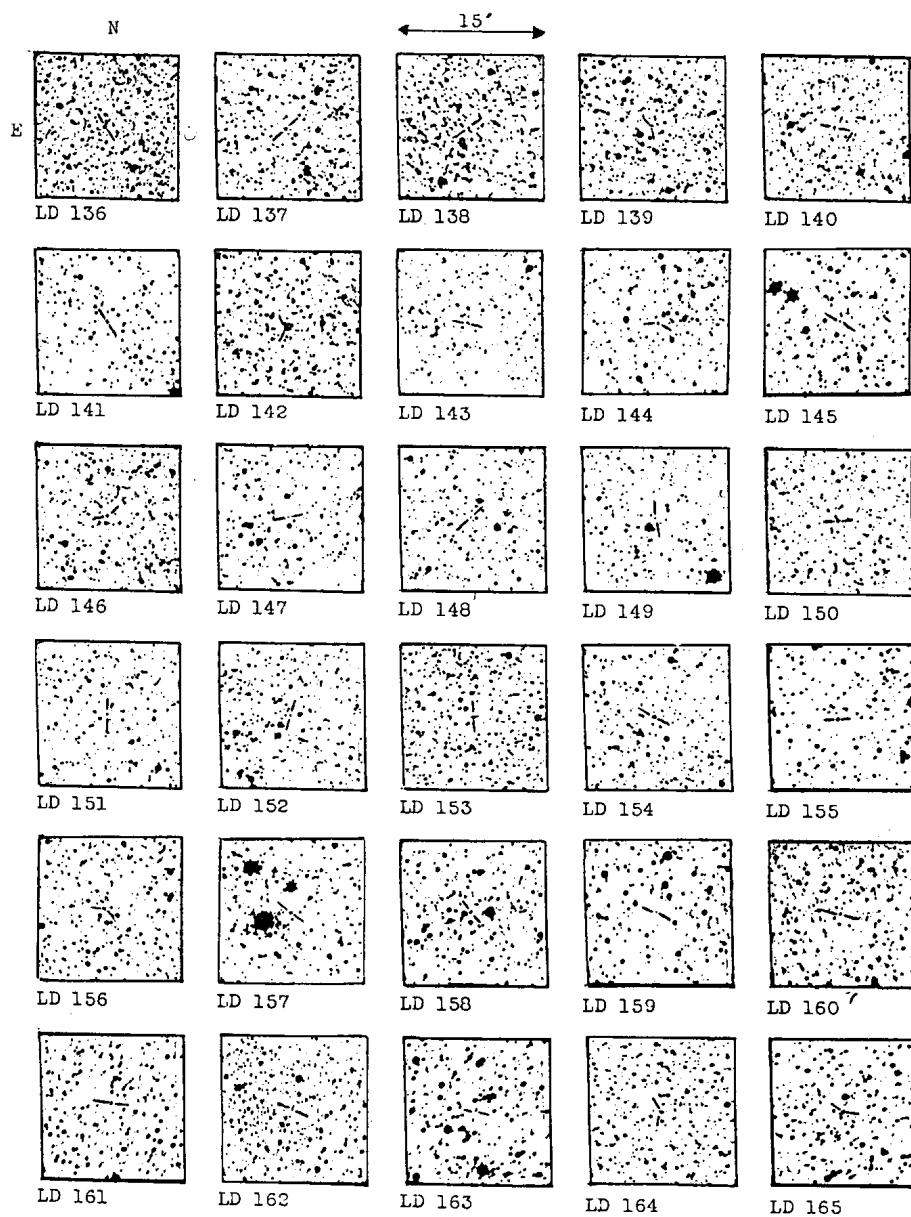 N 15′
E
LD 136 LD 137 LD 138 LD 139 LD 140
LD 141 LD 142 LD 143 LD 144 LD 145
LD 146 LD 147 LD 148 LD 149 LD 150
LD 151 LD 152 LD 153 LD 154 LD 155
LD 156 LD 157 LD 158 LD 159 LD 160
LD 161 LD 162 LD 163 LD 164 LD 165